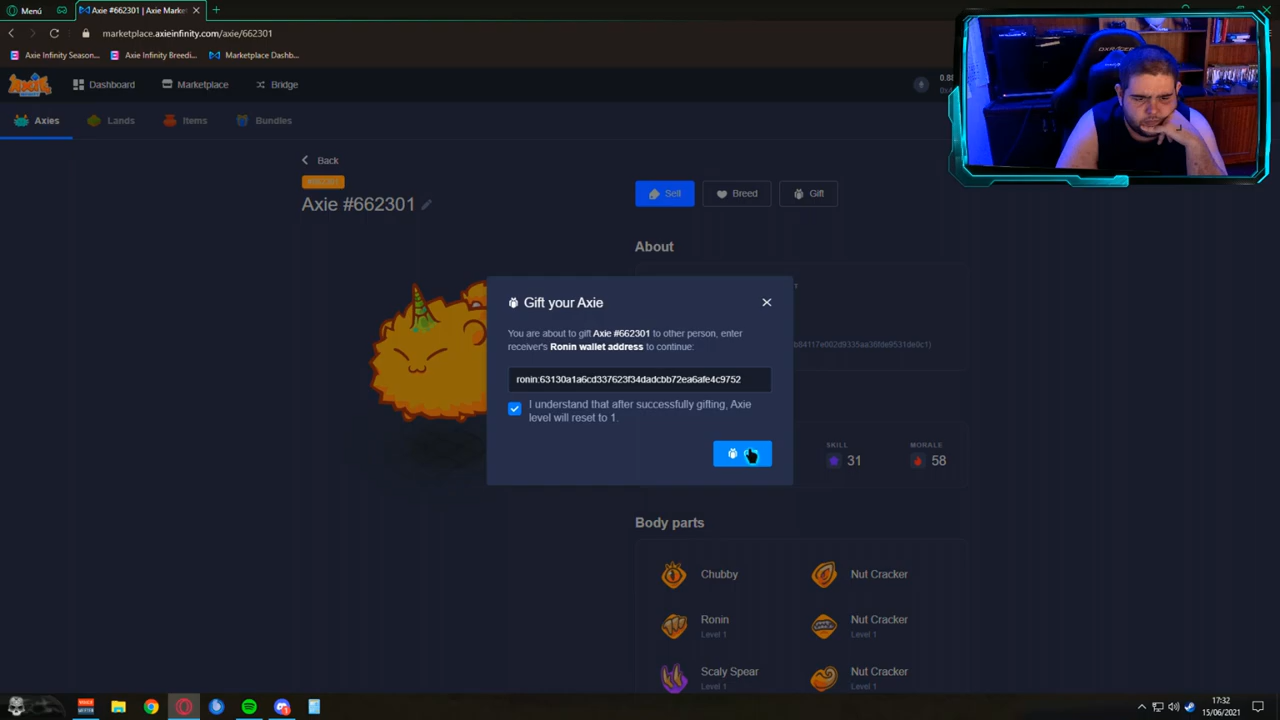 Menú
Axie #662301 | Axie Marke
marketplace.axieinfinity.com/axie/662301
Axie Infinity Season...
Axie Infinity Breedi...
Marketplace Dashb...
Dashboard
Marketplace
Bridge
Axies
Lands
Items
Bundles
Back
#662301
Axie #662301
Sell
Breed
Gift
About
Gift your Axie
You are about to gift Axie #662301 to other person, enter
receiver's Ronin wallet address to continue:
ronin:63130a1a6cd337623f34dadcbb72ea6afe4c9752
I understand that after successfully gifting, Axie
level will reset to 1.
SKILL
31
MORALE
58
Body parts
Chubby
Nut Cracker
Ronin
Level 1
Nut Cracker
Level 1
Scaly Spear
Level 1
Nut Cracker
Level 1
17:32
15/06/2021